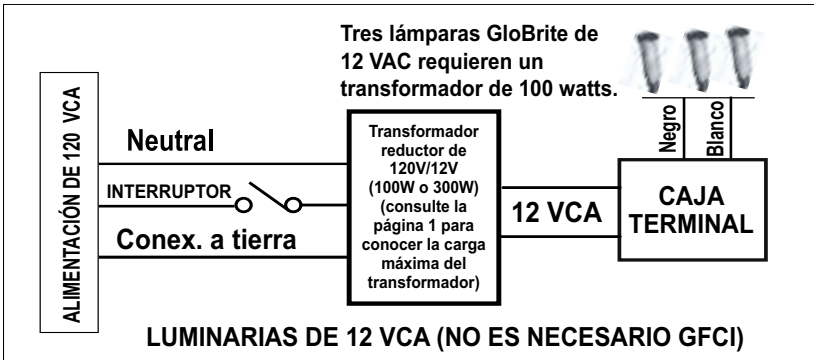 Tres lámparas GloBrite de
12 VAC requieren un
transformador de 100 watts.
ALIMENTACIÓN DE 120 VCA
Neutral
INTERRUPTOR
Conex. a tierra
Transformador
reductor de
120V/12V
(100W o 300W)
(consulte la
página 1 para
conocer la carga
máxima del
transformador)
12 VCA
Negro
Blanco
CAJA
TERMINAL
LUMINARIAS DE 12 VCA (NO ES NECESARIO GFCI)